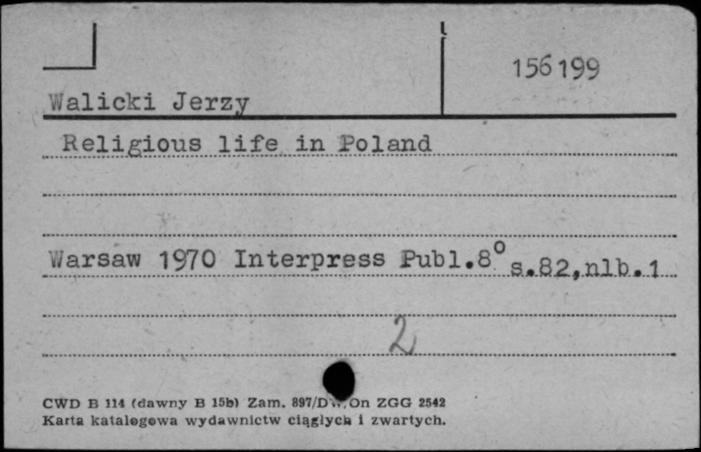 156199
Walicki Jerzy
Religious life in Poland
Warsaw 1970 Interpress Publ.8° s.82,nlb.1
2
CWD B 114 (dawny B 15b) Zam. 897/D On ZGG 2542
Karta katalogowa wydawnictw ciągłych i zwartych.